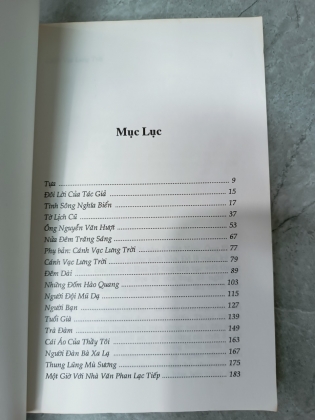 Mục Lục
Tựa 9
Đôi Lời Của Tác Giả 15
Tình Sông Nghĩa Biển 17
Tờ Lịch Cũ 37
Ông Nguyễn Văn Hượt 53
Nửa Đêm Trăng Sáng 67
Phụ bản: Cánh Vạc Lưng Trời 77
Cánh Vạc Lưng Trời 79
Đêm Dài 89
Những Đốm Hào Quang 103
Người Đội Mũ Dạ 115
Người Bạn 127
Tuổi Già 139
Trà Đàm 149
Cái Áo Của Thầy Tôi 163
Người Đàn Bà Xa Lạ 167
Thung Lũng Mù Sương 175
Một Giờ Với Nhà Văn Phan Lạc Tiếp 183